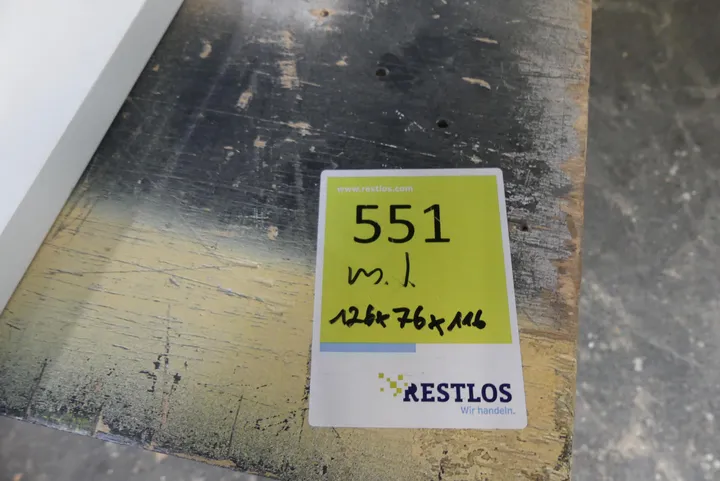 www.restlos.com
551
m. l.
126x76x116
RESTLOS
Wir handeln.